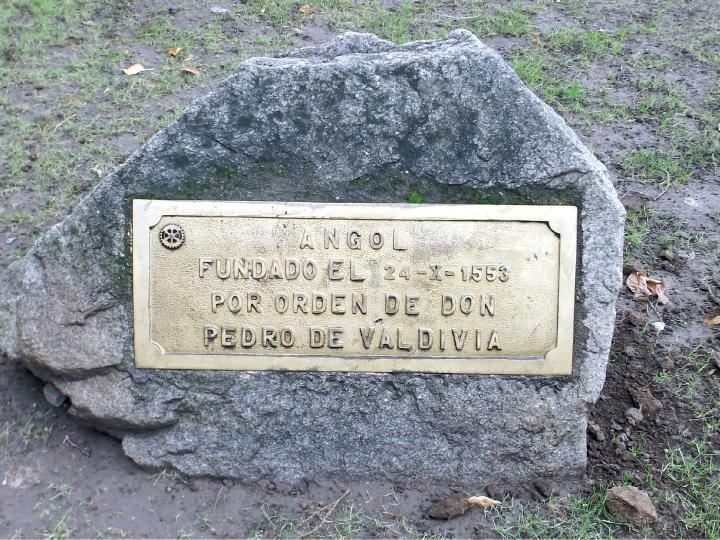 ANGOL
FUNDADO EL 24-X-1553
POR ORDEN DE DON
PEDRO DE VALDIVIA